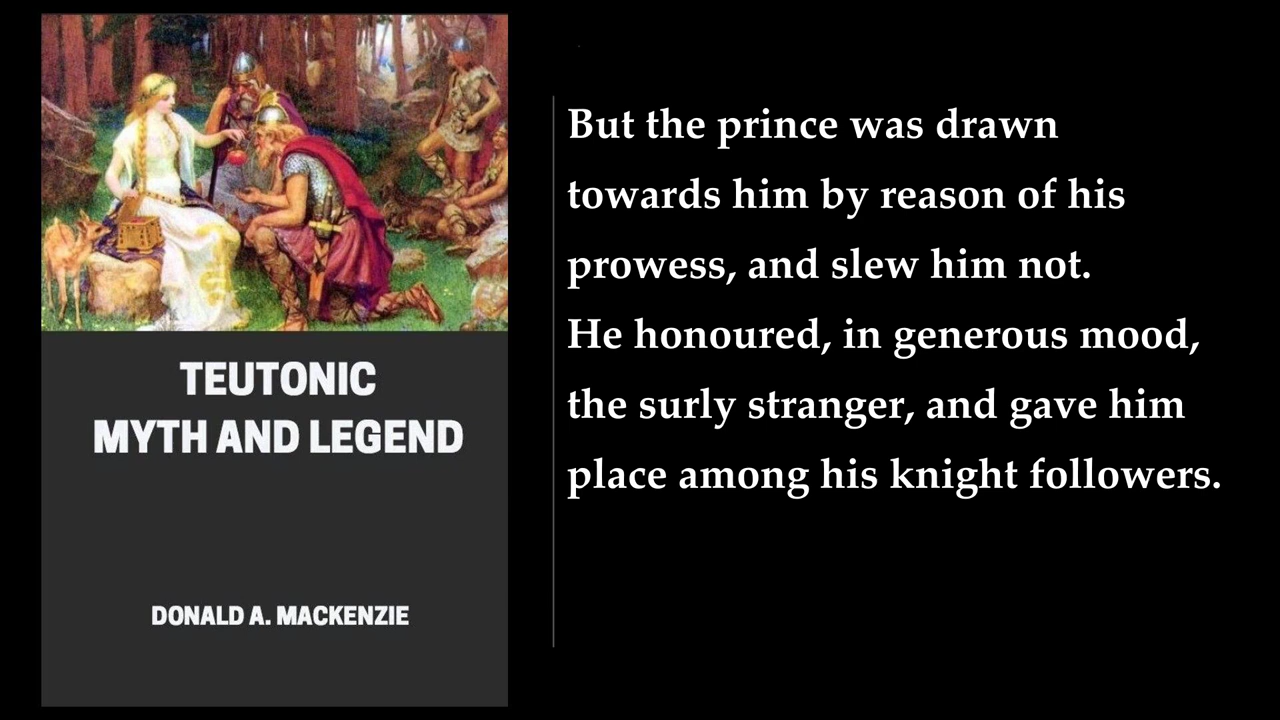 TEUTONIC
MYTH AND LEGEND
DONALD A. MACKENZIE
But the prince was drawn
towards him by reason of his
prowess, and slew him not.
He honoured, in generous mood,
the surly stranger, and gave him
place among his knight followers.